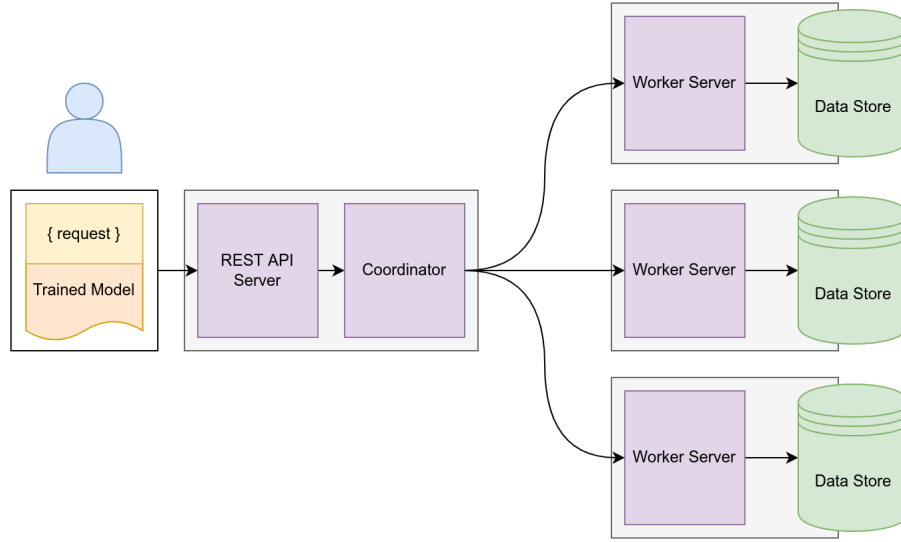 { request }
Trained Model
REST API
Server
Coordinator
Worker Server
Data Store
Worker Server
Data Store
Worker Server
Data Store